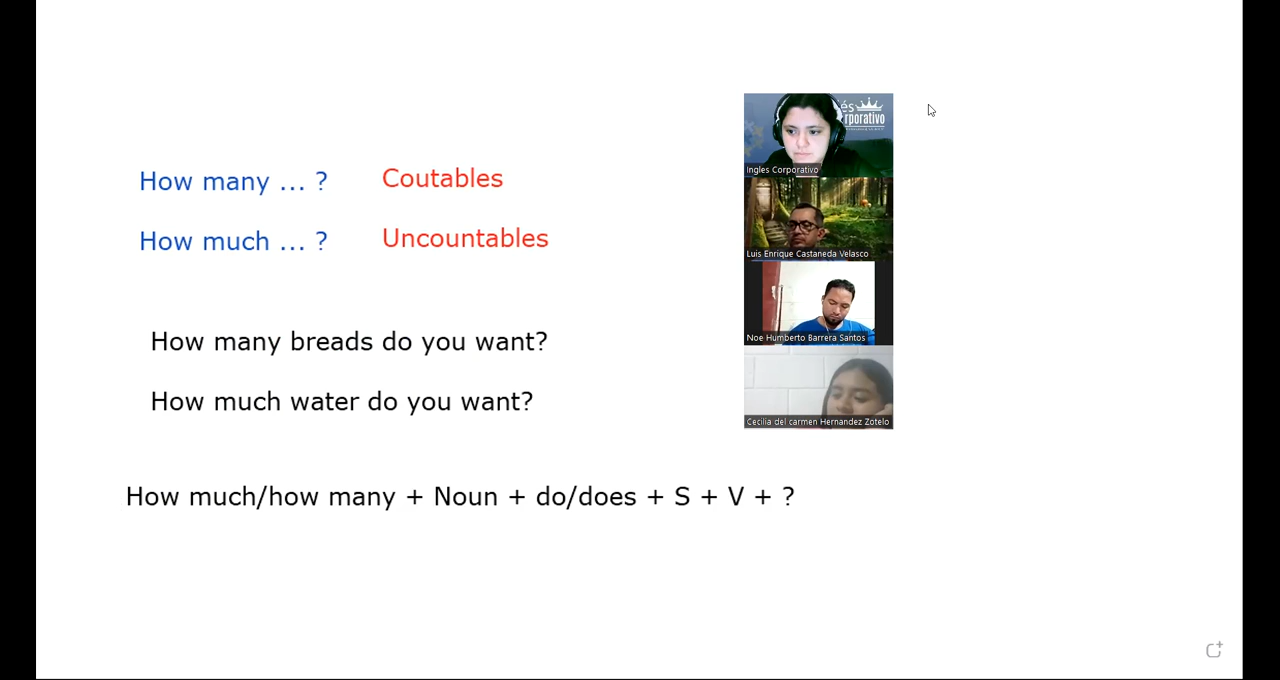 How many ... ? Coutables
How much ... ? Uncountables
How many breads do you want?
How much water do you want?
How much/how many + Noun + do/does + S + V + ?
és
rporativo
Ingles Corporativo
Luis Enrique Castaneda Velasco
Noe Humberto Barrera Santos
Cecilia del carmen Hernandez Zotelo